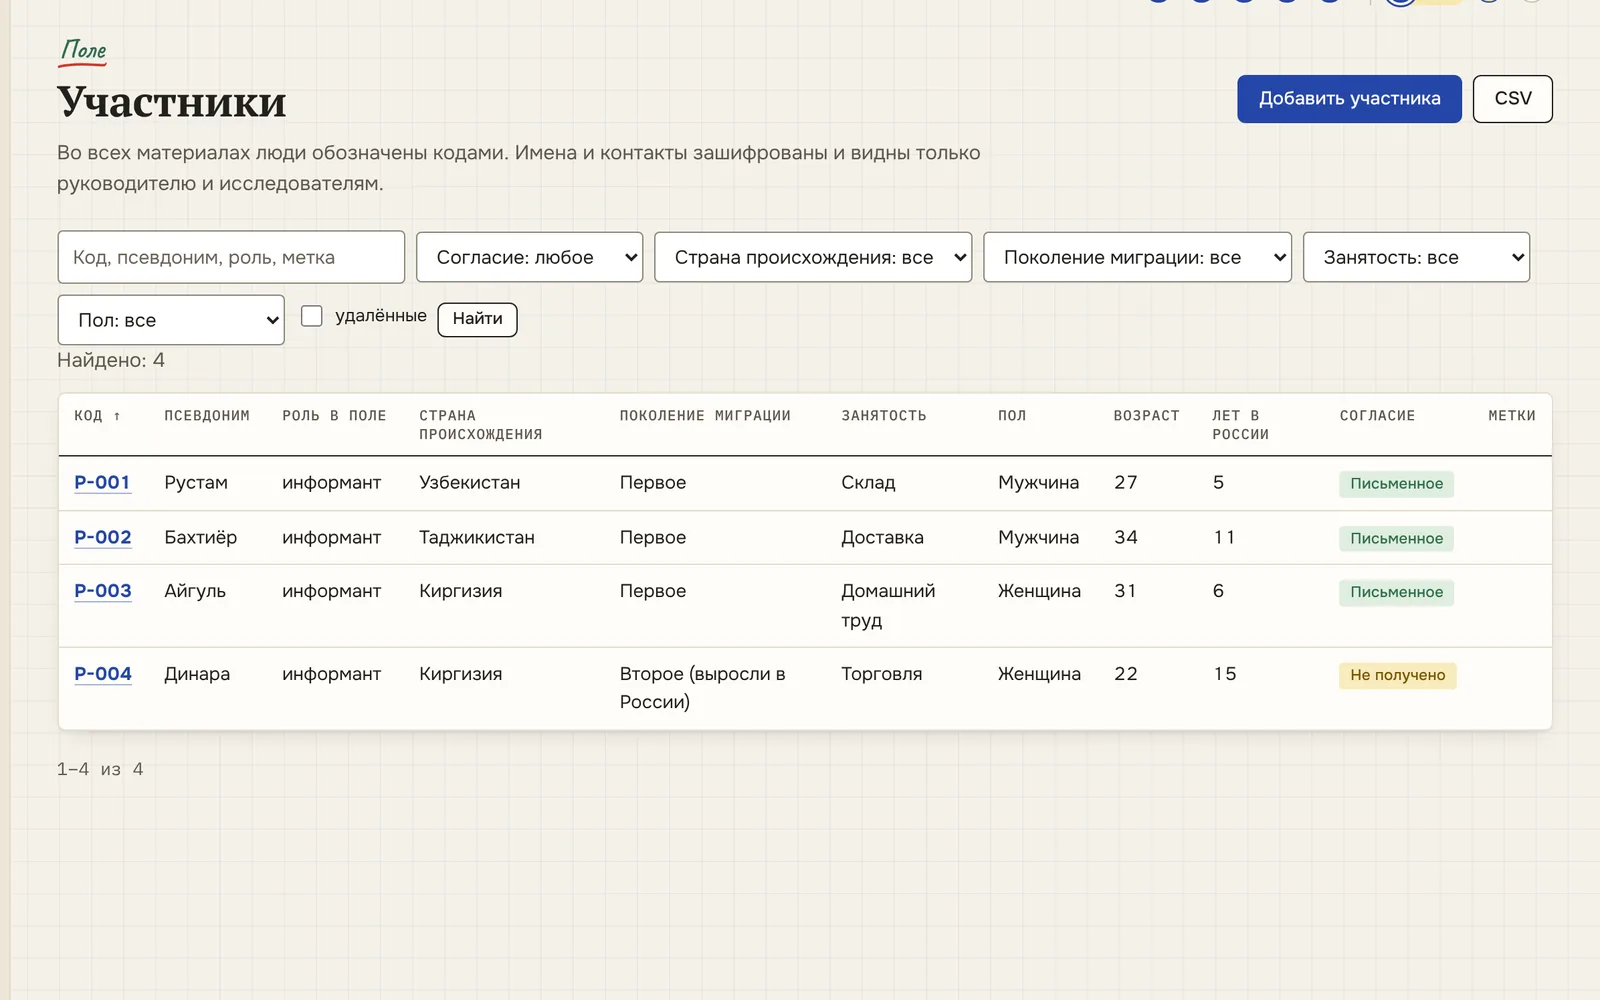 Поле
Участники
Добавить участника
CSV
Во всех материалах люди обозначены кодами. Имена и контакты зашифрованы и видны только
руководителю и исследователям.
Код, псевдоним, роль, метка
Согласие: любое
Страна происхождения: все
Поколение миграции: все
Занятость: все
Пол: все
удалённые
Найти
Найдено: 4
КОД ↑ ПСЕВДОНИМ РОЛЬ В ПОЛЕ СТРАНА ПРОИСХОЖДЕНИЯ ПОКОЛЕНИЕ МИГРАЦИИ ЗАНЯТОСТЬ ПОЛ ВОЗРАСТ ЛЕТ В РОССИИ СОГЛАСИЕ МЕТКИ
P-001 Рустам информант Узбекистан Первое Склад Мужчина 27 5 Письменное
P-002 Бахтиёр информант Таджикистан Первое Доставка Мужчина 34 11 Письменное
P-003 Айгуль информант Киргизия Первое Домашний труд Женщина 31 6 Письменное
P-004 Динара информант Киргизия Второе (выросли в России) Торговля Женщина 22 15 Не получено
1–4 из 4